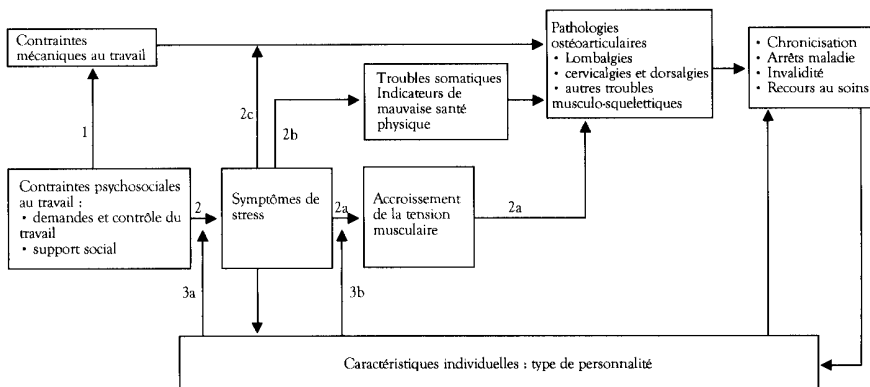 Contraintes
mécaniques au travail
Pathologies
ostéoarticulaires
• Lombalgies
• cervicalgies et dorsalgies
• autres troubles
musculo-squelettiques
• Chronicisation
• Arrêts maladie
• Invalidité
• Recours au soins
Troubles somatiques
Indicateurs de
mauvaise santé
physique
1
2c
2b
Contraintes psychosociales
au travail :
• demandes et contrôle du
travail
• support social
2
Symptômes de
stress
2a
Accroissement
de la tension
musculaire
2a
3a
3b
Caractéristiques individuelles : type de personnalité